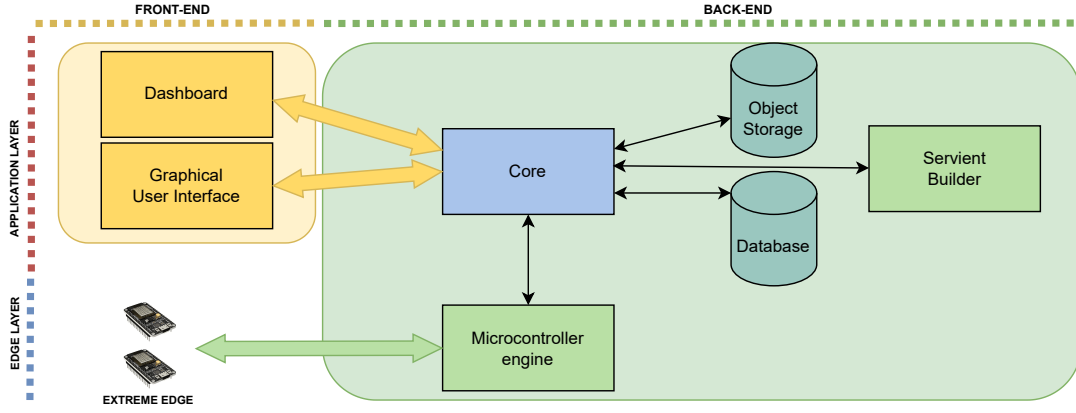 FRONT-END
BACK-END
APPLICATION LAYER
EDGE LAYER
Dashboard
Graphical
User Interface
Core
Object
Storage
Servient
Builder
Database
Microcontroller
engine
EXTREME EDGE